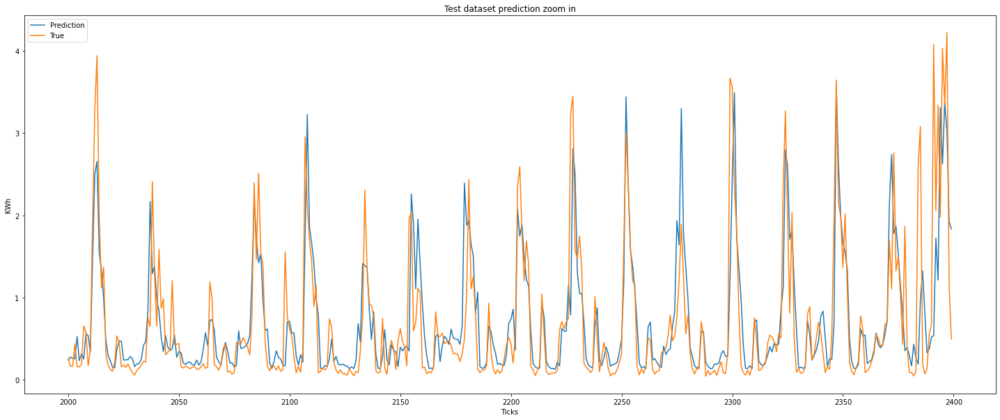 Test dataset prediction zoom in
Prediction
True
KWh
4
3
2
1
0
2000 2050 2100 2150 2200 2250 2300 2350 2400
Ticks